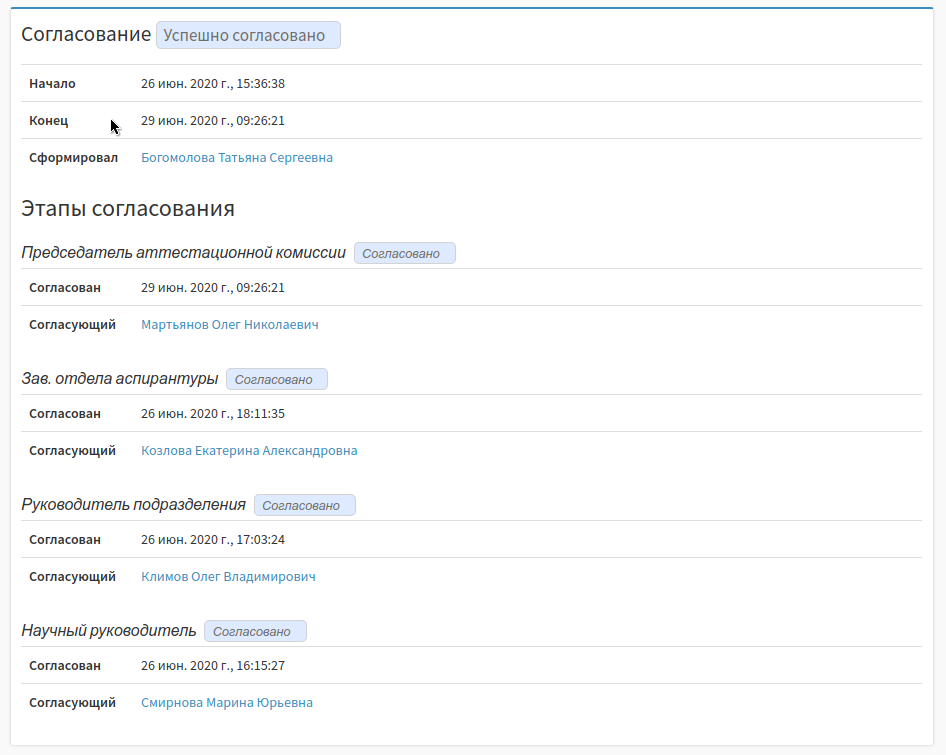 Согласование Успешно согласовано
Начало 26 июн. 2020 г., 15:36:38
Конец 29 июн. 2020 г., 09:26:21
Сформировал Богомолова Татьяна Сергеевна
Этапы согласования
Председатель аттестационной комиссии Согласовано
Согласован 29 июн. 2020 г., 09:26:21
Согласующий Мартьянов Олег Николаевич
Зав. отдела аспирантуры Согласовано
Согласован 26 июн. 2020 г., 18:11:35
Согласующий Козлова Екатерина Александровна
Руководитель подразделения Согласовано
Согласован 26 июн. 2020 г., 17:03:24
Согласующий Климов Олег Владимирович
Научный руководитель Согласовано
Согласован 26 июн. 2020 г., 16:15:27
Согласующий Смирнова Марина Юрьевна